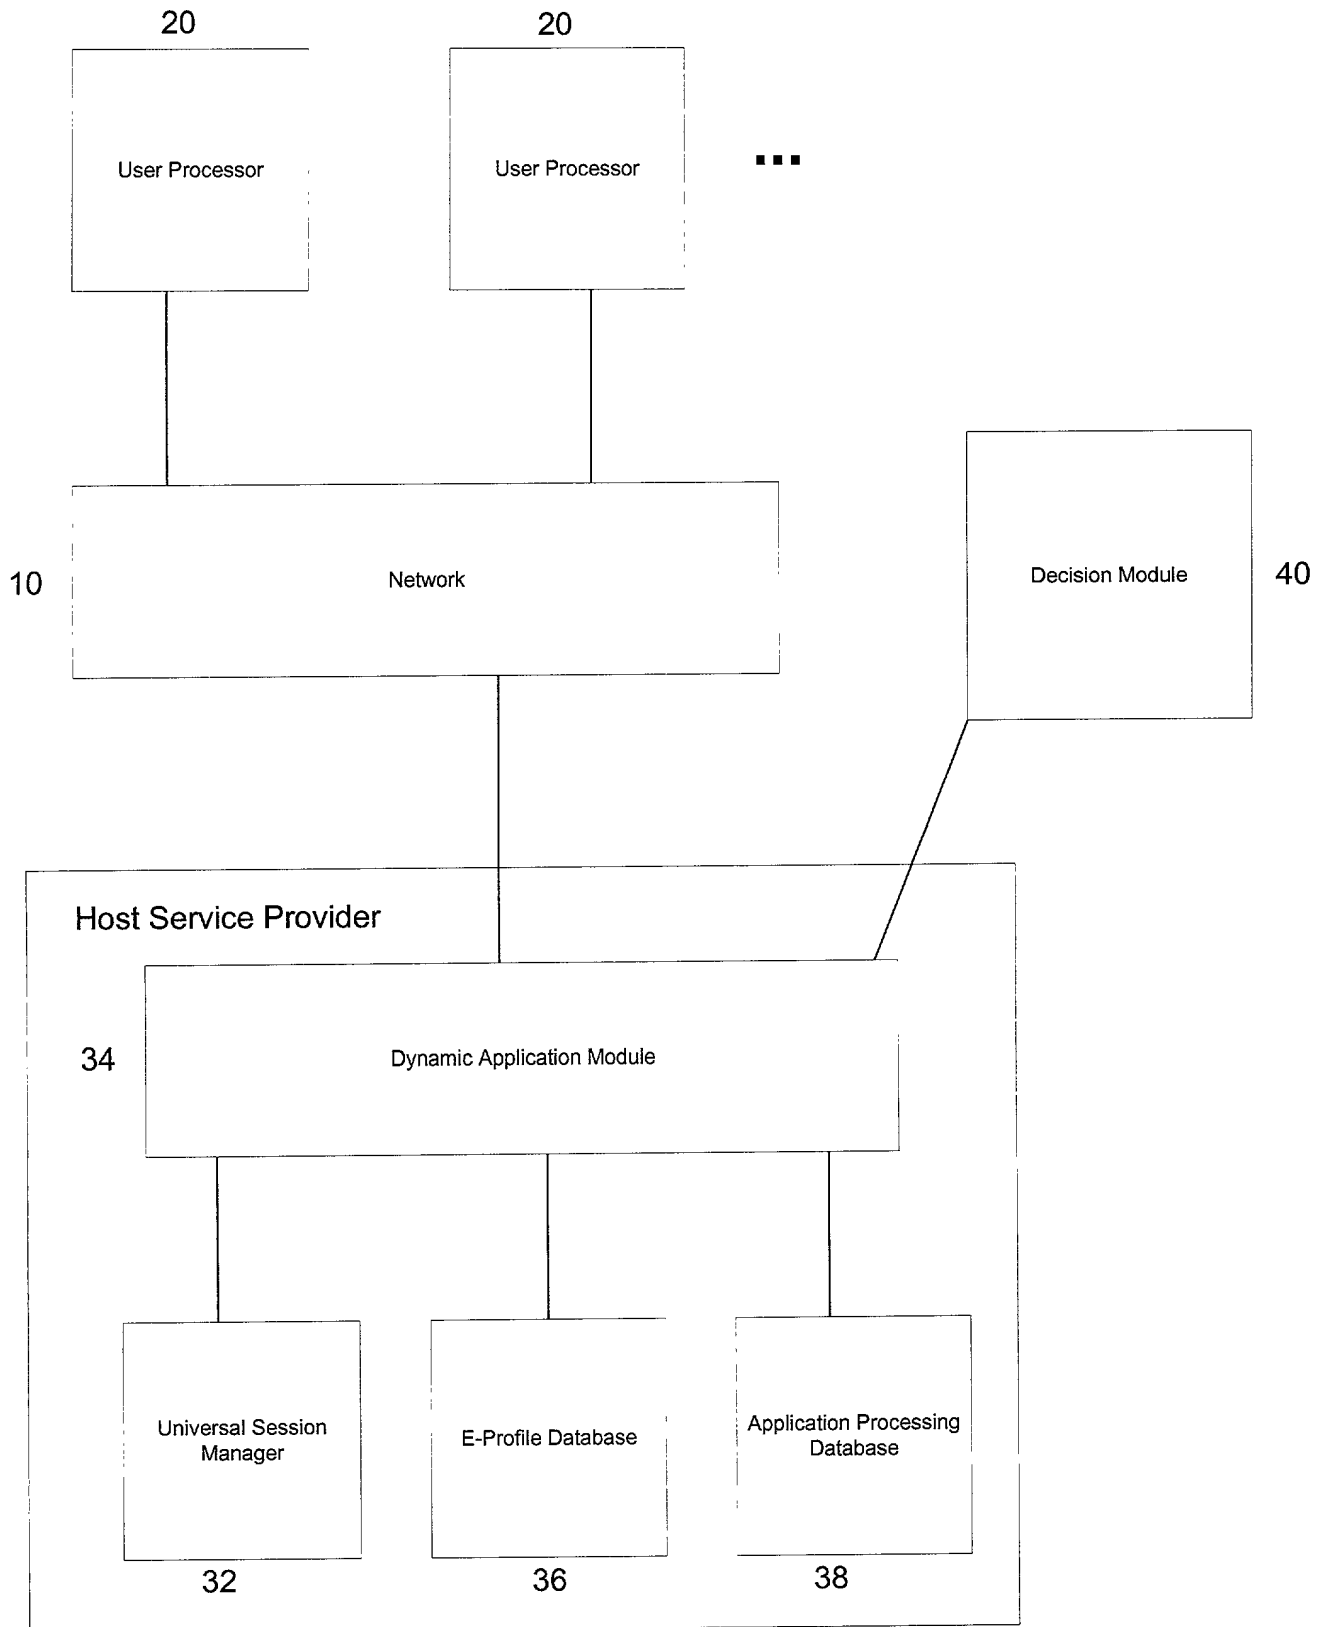 20
20
User Processor
User Processor
...
Network
10
Decision Module
40
Host Service Provider
34
Dynamic Application Module
Universal Session
Manager
E-Profile Database
Application Processing
Database
32
36
38